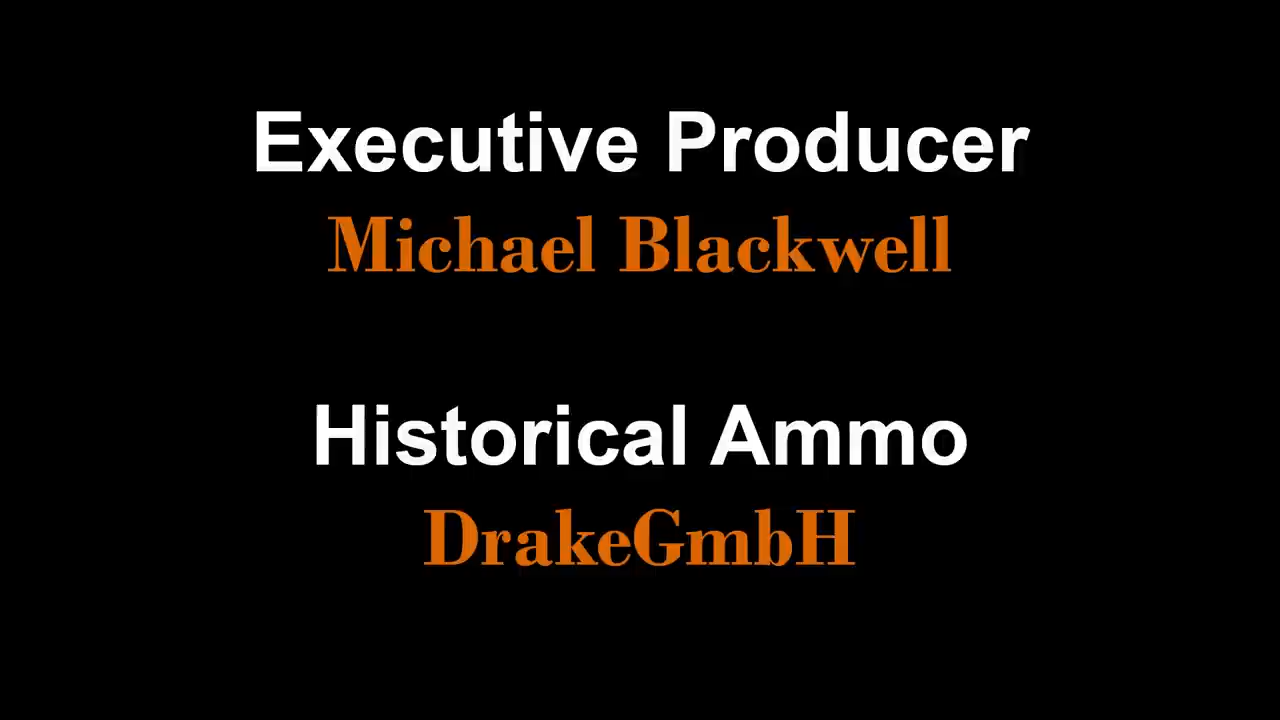 Executive Producer
Michael Blackwell
Historical Ammo
DrakeGmbH